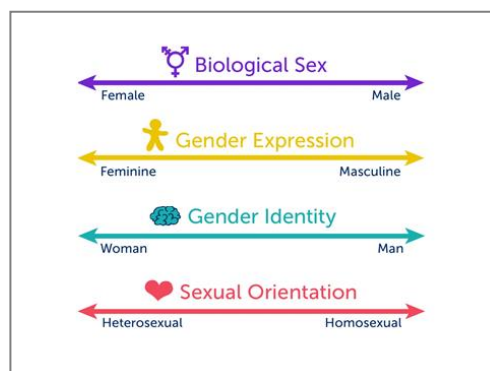 Biological Sex
Female Male
Gender Expression
Feminine Masculine
Gender Identity
Woman Man
Sexual Orientation
Heterosexual Homosexual